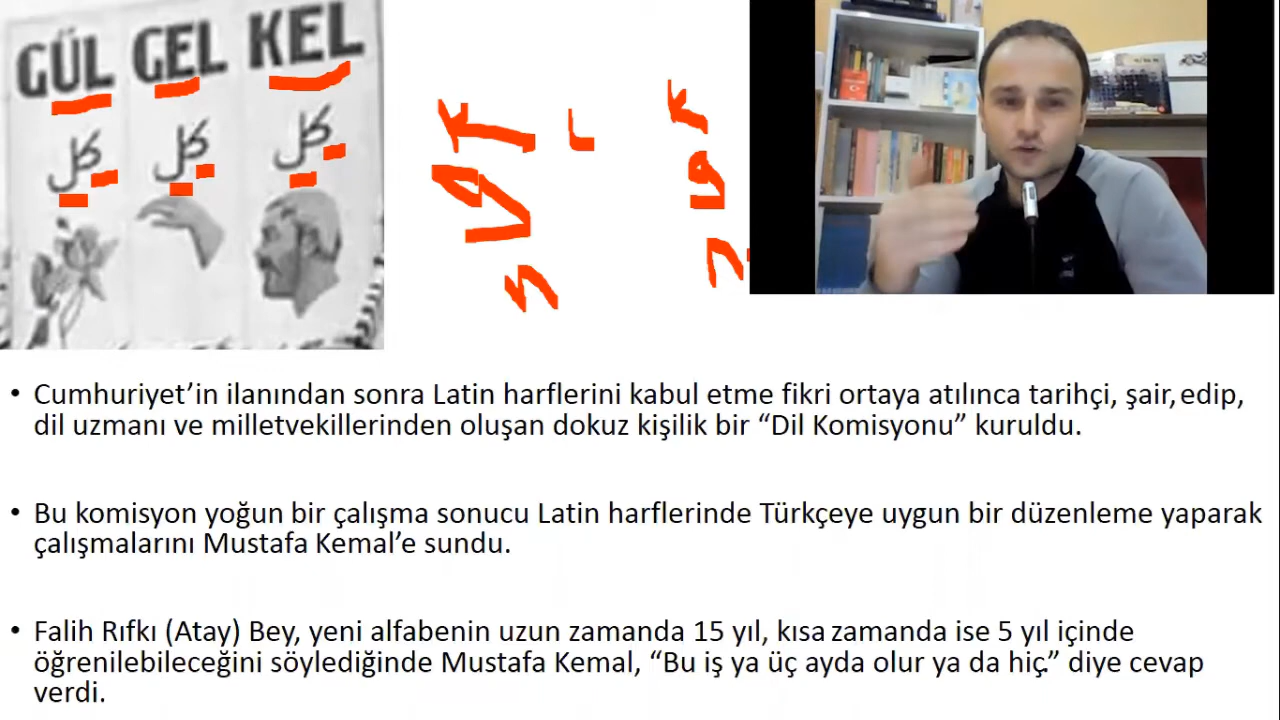 GÜL GEL KEL
كل كل كل
K L K
g g
n n
• Cumhuriyet’in ilanından sonra Latin harflerini kabul etme fikri ortaya atılınca tarihçi, şair, edip,
dil uzmanı ve milletvekillerinden oluşan dokuz kişilik bir “Dil Komisyonu” kuruldu.
• Bu komisyon yoğun bir çalışma sonucu Latin harflerinde Türkçeye uygun bir düzenleme yaparak
çalışmalarını Mustafa Kemal’e sundu.
• Falih Rıfkı (Atay) Bey, yeni alfabenin uzun zamanda 15 yıl, kısa zamanda ise 5 yıl içinde
öğrenilebileceğini söylediğinde Mustafa Kemal, “Bu iş ya üç ayda olur ya da hiç.” diye cevap
verdi.